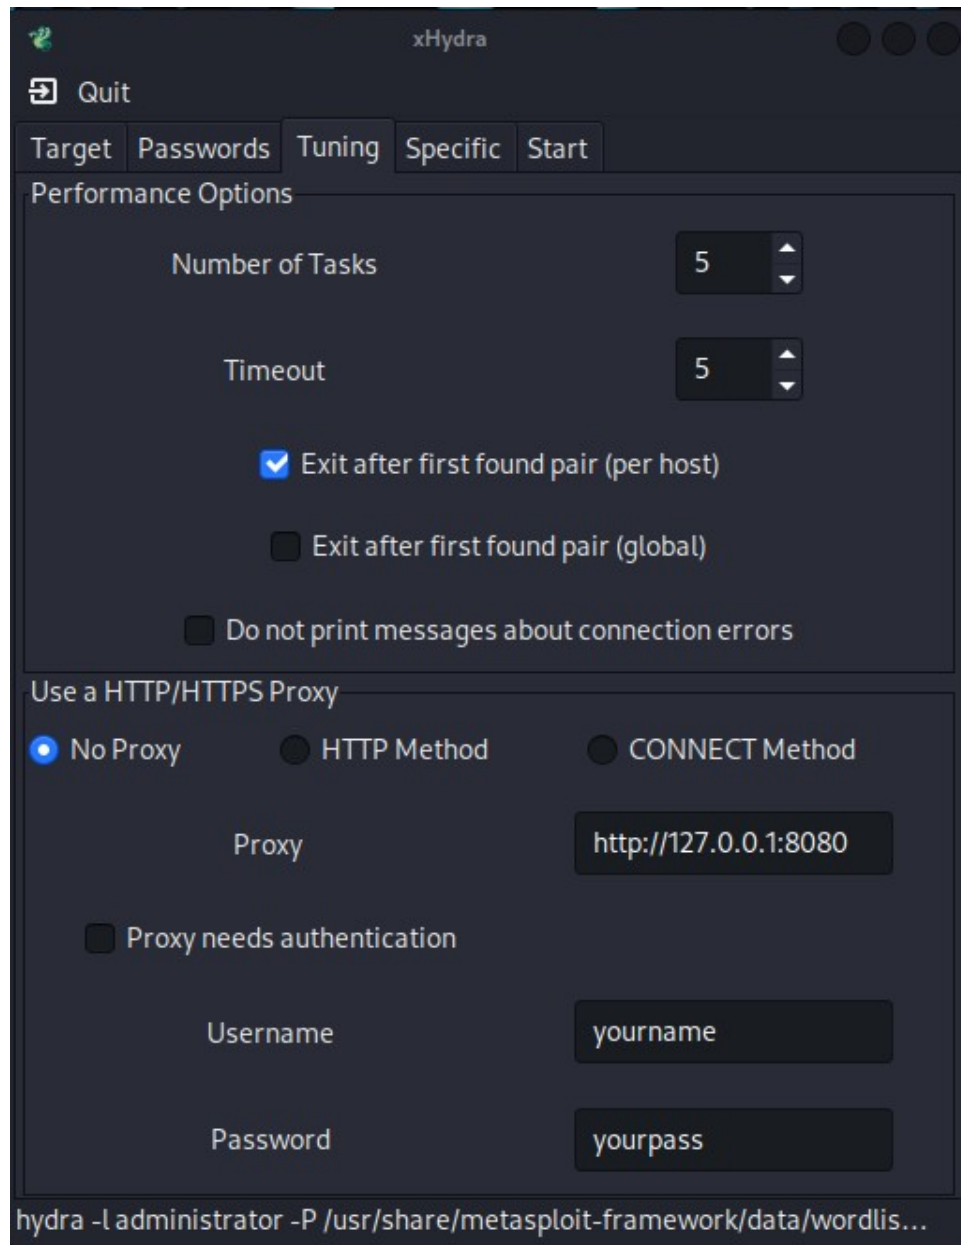 xHydra
Quit
Target Passwords Tuning Specific Start
Performance Options
Number of Tasks 5
Timeout 5
Exit after first found pair (per host)
Exit after first found pair (global)
Do not print messages about connection errors
Use a HTTP/HTTPS Proxy
No Proxy HTTP Method CONNECT Method
Proxy http://127.0.0.1:8080
Proxy needs authentication
Username yourname
Password yourpass
hydra -l administrator -P /usr/share/metasploit-framework/data/wordlis...